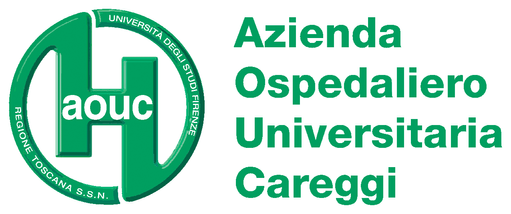 UNIVERSITÀ DEGLI STUDI FIRENZE
aouc
REGIONE TOSCANA S.S.N.
Azienda
Ospedaliero
Universitaria
Careggi